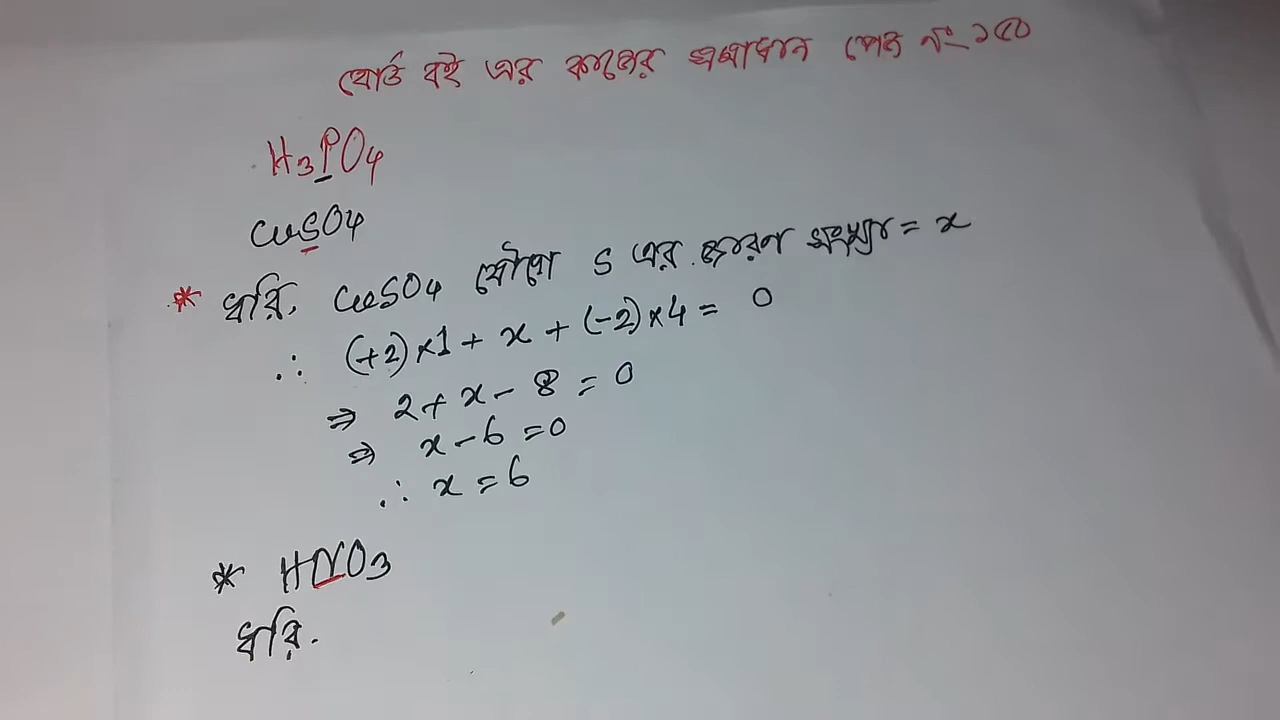 বোর্ড বই এর কাজের সমাধান পেজ নং ১৫০
H₃PO₄
CuSO₄
* ধরি, CuSO₄ যৌগে S এর জারণ সংখ্যা = x
∴ (+2)×1 + x + (-2)×4 = 0
⇒ 2 + x - 8 = 0
⇒ x - 6 = 0
∴ x = 6
* HNO₃
ধরি.